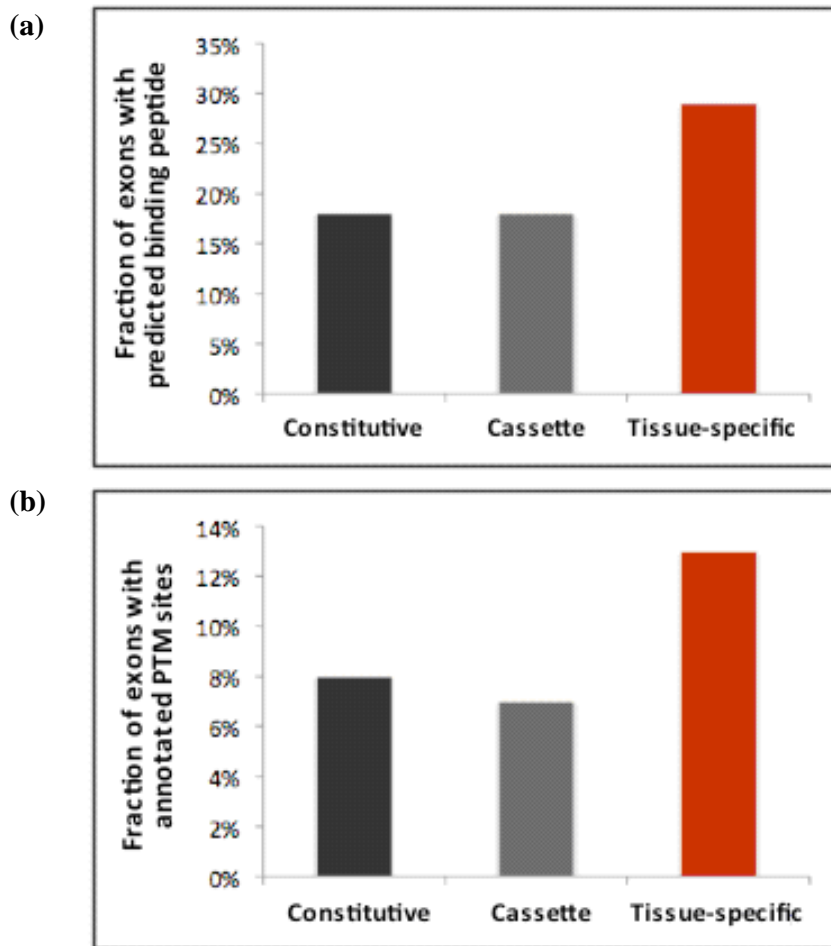 (a)
Fraction of exons with
predicted binding peptide
35%
30%
25%
20%
15%
10%
5%
0%
Constitutive Cassette Tissue-specific
(b)
Fraction of exons with
annotated PTM sites
14%
12%
10%
8%
6%
4%
2%
0%
Constitutive Cassette Tissue-specific